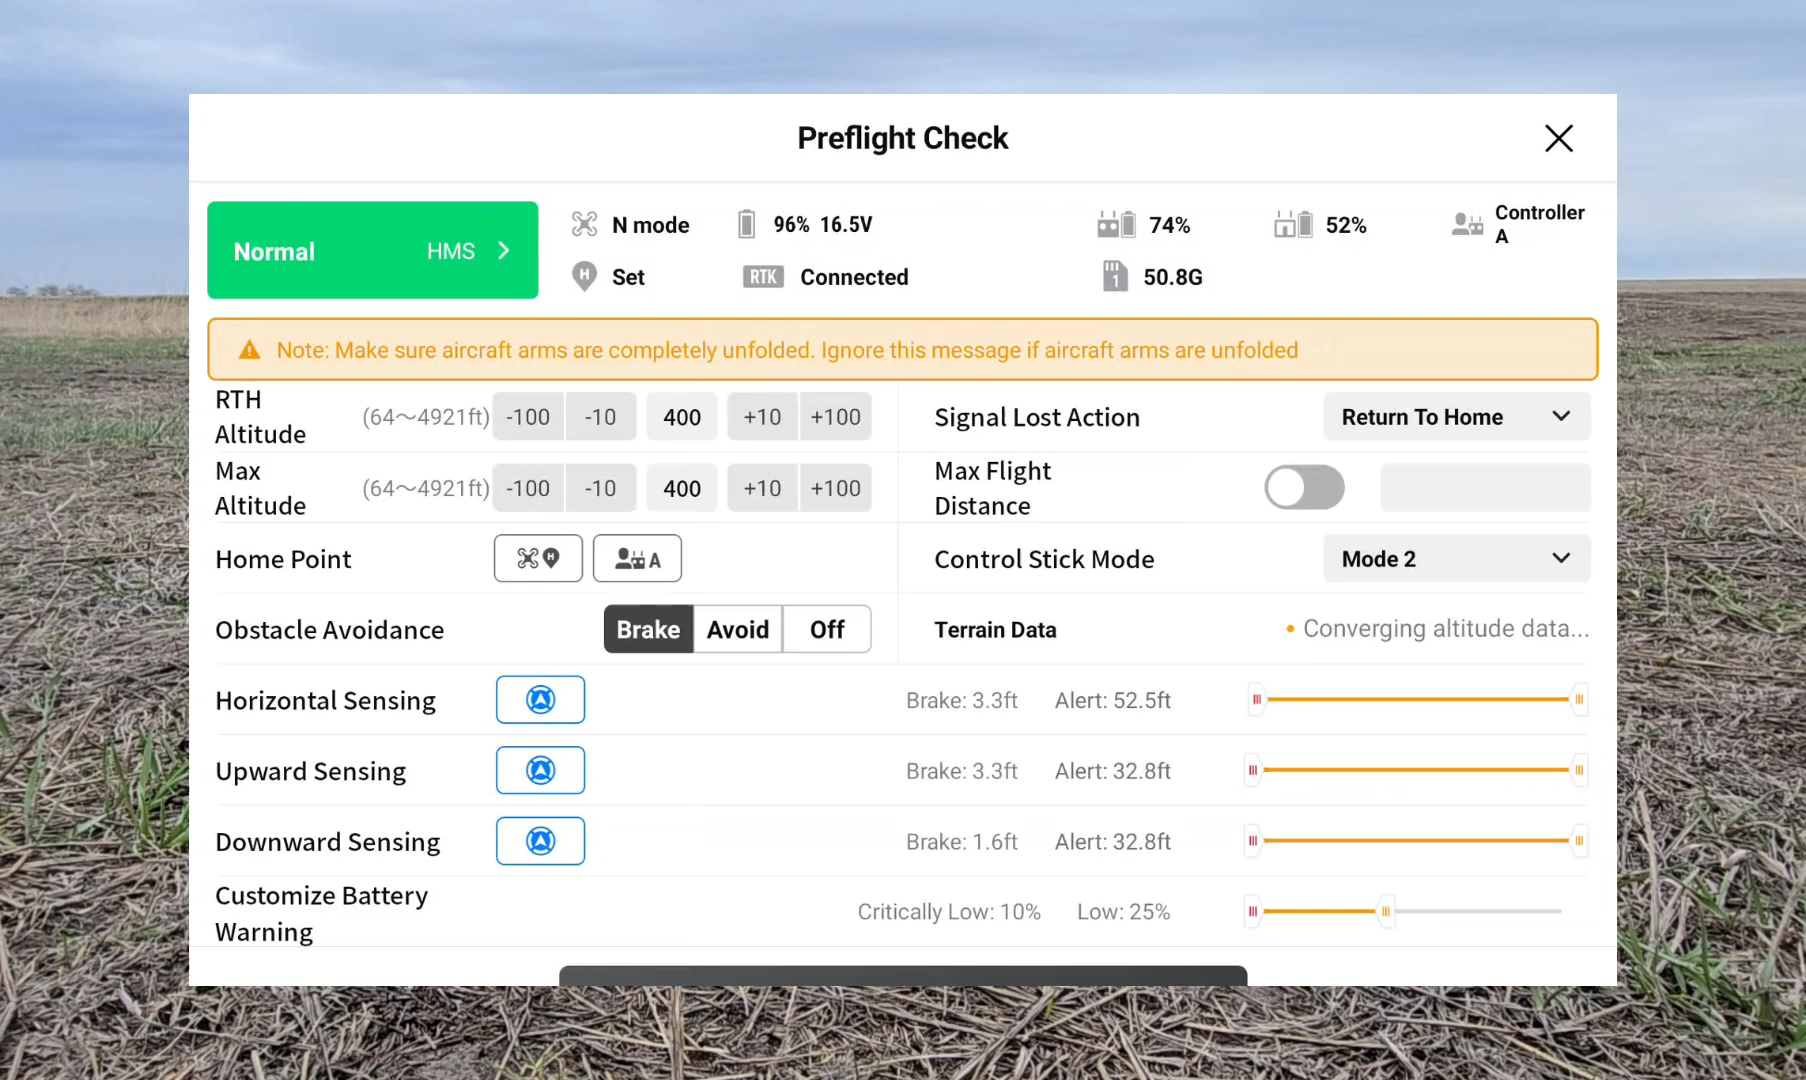 Preflight Check
Normal HMS
N mode 96% 16.5V 74% 52% Controller A
H Set RTK Connected 1 50.8G
Note: Make sure aircraft arms are completely unfolded. Ignore this message if aircraft arms are unfolded
RTH Altitude (64～4921ft) -100 -10 400 +10 +100 Signal Lost Action Return To Home
Max Altitude (64～4921ft) -100 -10 400 +10 +100 Max Flight Distance
Home Point H A Control Stick Mode Mode 2
Obstacle Avoidance Brake Avoid Off Terrain Data Converging altitude data...
Horizontal Sensing Brake: 3.3ft Alert: 52.5ft
Upward Sensing Brake: 3.3ft Alert: 32.8ft
Downward Sensing Brake: 1.6ft Alert: 32.8ft
Customize Battery Warning Critically Low: 10% Low: 25%